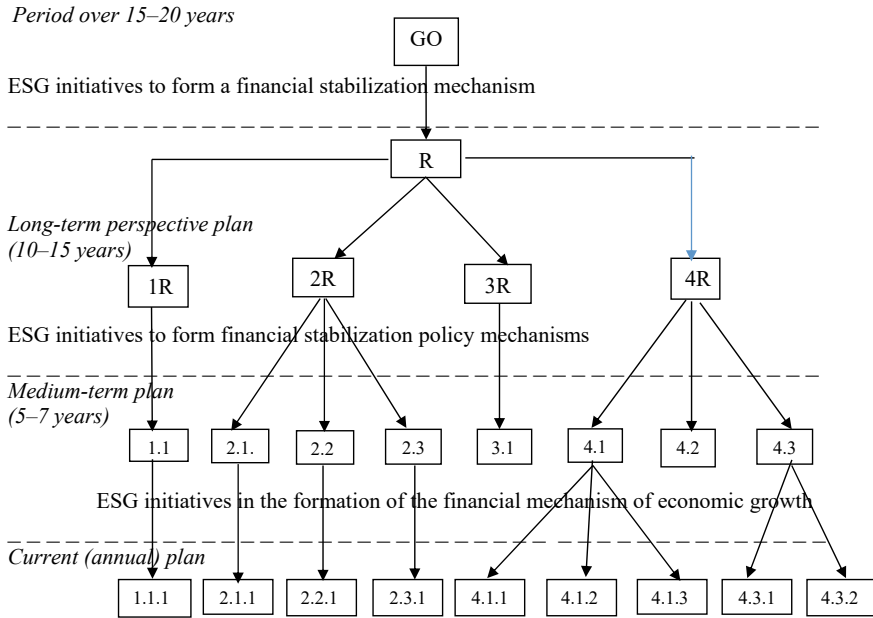 Period over 15–20 years
GO
ESG initiatives to form a financial stabilization mechanism
R
Long-term perspective plan
(10–15 years)
1R
2R
3R
4R
ESG initiatives to form financial stabilization policy mechanisms
Medium-term plan
(5–7 years)
1.1
2.1.
2.2
2.3
3.1
4.1
4.2
4.3
ESG initiatives in the formation of the financial mechanism of economic growth
Current (annual) plan
1.1.1
2.1.1
2.2.1
2.3.1
4.1.1
4.1.2
4.1.3
4.3.1
4.3.2